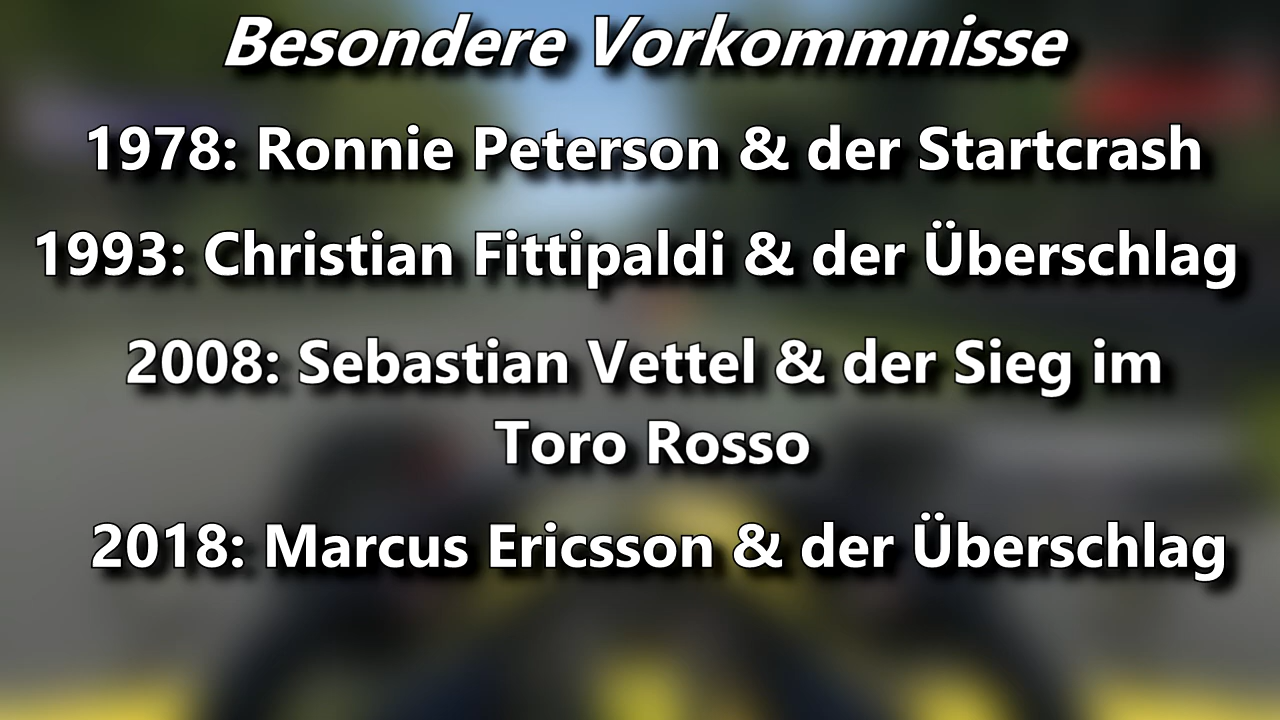 Besondere Vorkommnisse
1978: Ronnie Peterson & der Startcrash
1993: Christian Fittipaldi & der Überschlag
2008: Sebastian Vettel & der Sieg im
Toro Rosso
2018: Marcus Ericsson & der Überschlag